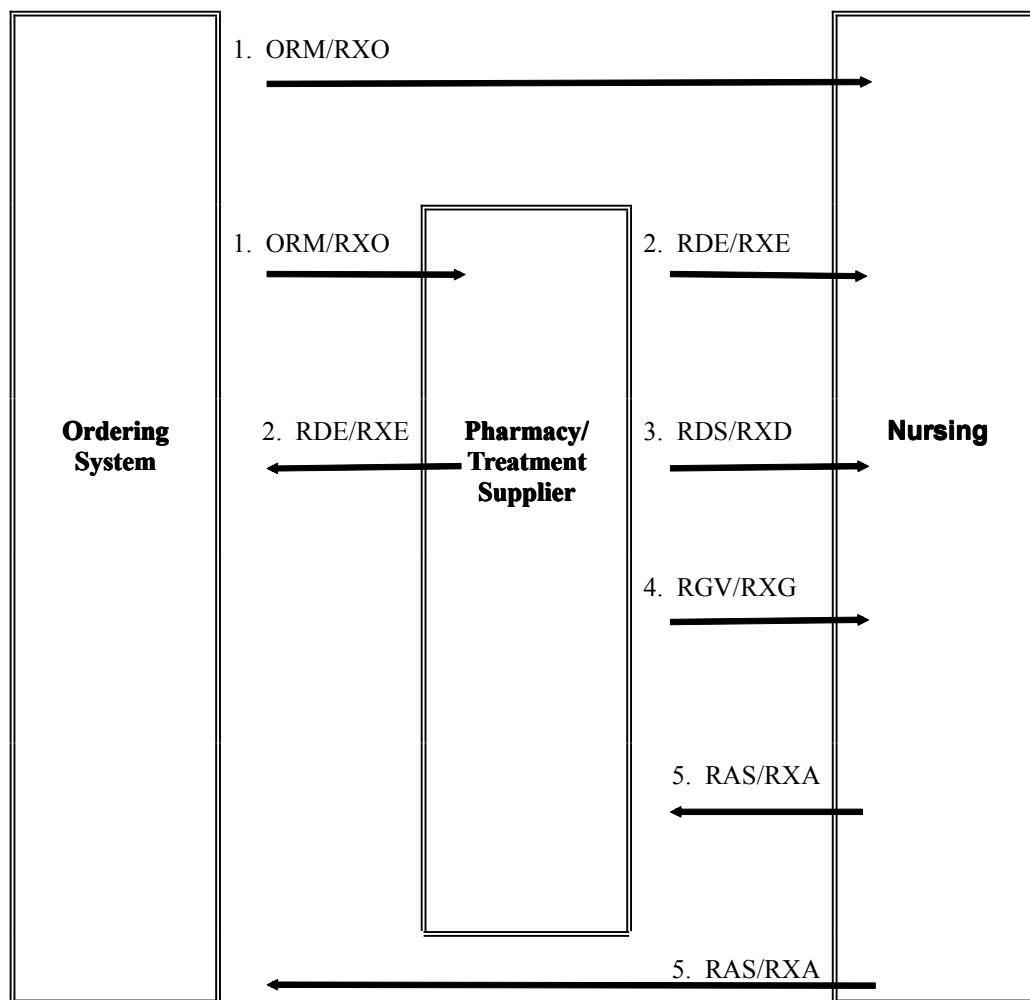 1. ORM/RXO
1. ORM/RXO
2. RDE/RXE
Ordering
System
2. RDE/RXE
Pharmacy/
Treatment
Supplier
3. RDS/RXD
Nursing
4. RGV/RXG
5. RAS/RXA
5. RAS/RXA